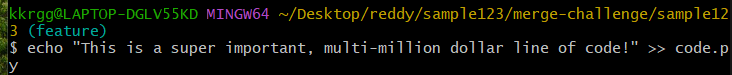 kkrgg@LAPTOP-DGLV55KD MINGW64 ~/Desktop/reddy/sample123/merge-challenge/sample12
3 (feature)
$ echo "This is a super important, multi-million dollar line of code!" >> code.p
y